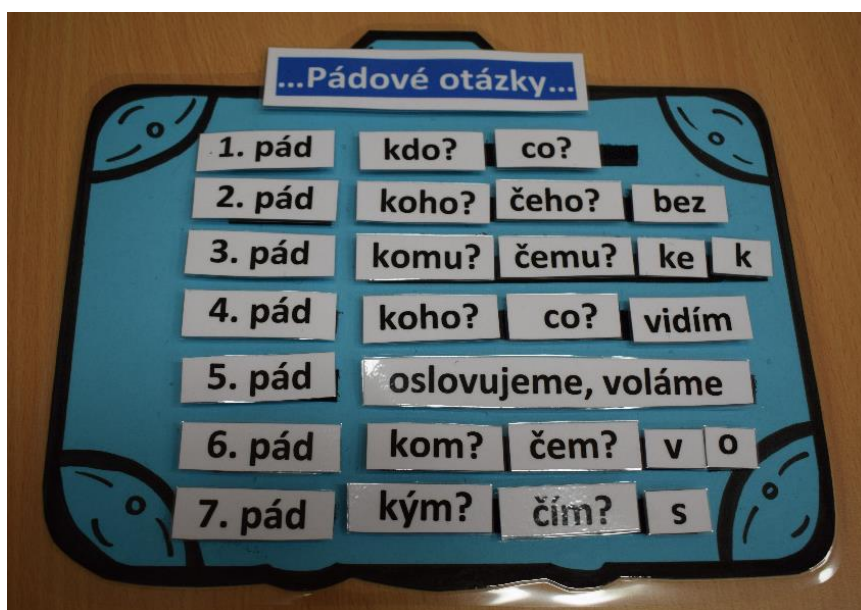 ...Pádové otázky...
1. pád kdo? co?
2. pád koho? čeho? bez
3. pád komu? čemu? ke k
4. pád koho? co? vidím
5. pád oslovujeme, voláme
6. pád kom? čem? v o
7. pád kým? čím? s